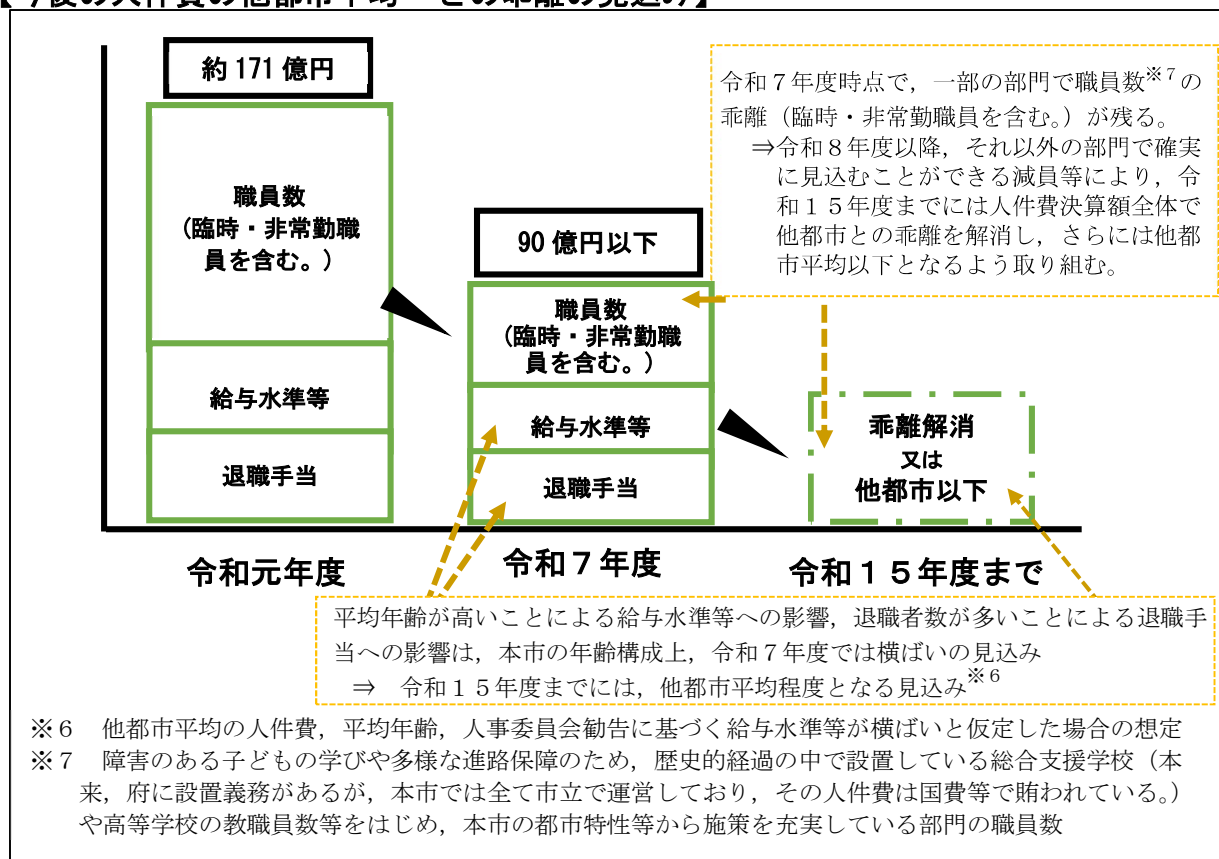 【今後の人件費の他都市平均
との乖離の見込み】
約171億円
職員数
(臨時・非常勤職
員を含む。)
給与水準等
退職手当
90億円以下
職員数
(臨時・非常勤職
員を含む。)
給与水準等
退職手当
令和７年度時点で，一部の部門で職員数※７の
乖離（臨時・非常勤職員を含む。）が残る。
⇒令和８年度以降，それ以外の部門で確実
に見込むことができる減員等により，令
和１５年度までには人件費決算額全体で
他都市との乖離を解消し，さらには他都
市平均以下となるよう取り組む。
乖離解消
又は
他都市以下
令和元年度
令和７年度
令和１５年度まで
平均年齢が高いことによる給与水準等への影響，退職者数が多いことによる退職手
当への影響は，本市の年齢構成上，令和７年度では横ばいの見込み
⇒　令和１５年度までには，他都市平均程度となる見込み※６
※６　他都市平均の人件費，平均年齢，人事委員会勧告に基づく給与水準等が横ばいと仮定した場合の想定
※７　障害のある子どもの学びや多様な進路保障のため，歴史的経過の中で設置している総合支援学校（本
来，府に設置義務があるが，本市では全て市立で運営しており，その人件費は国費等で賄われている。）
や高等学校の教職員数等をはじめ，本市の都市特性等から施策を充実している部門の職員数